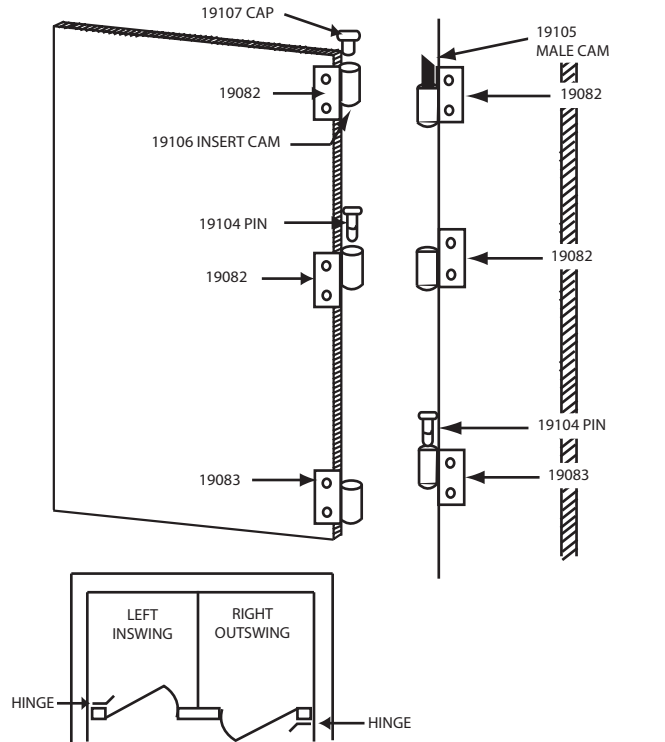 19107 CAP
19105
MALE CAM
19082
19082
19106 INSERT CAM
19104 PIN
19082
19082
19104 PIN
19083
19083
LEFT
INSWING
RIGHT
OUTSWING
HINGE
HINGE